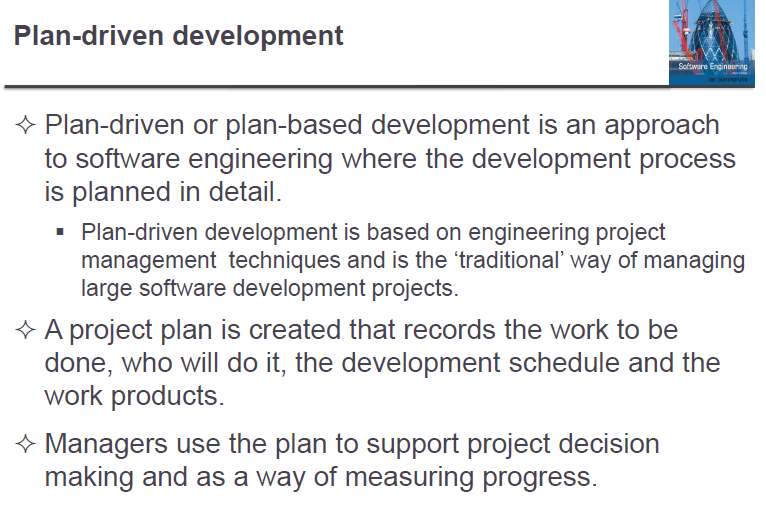 Plan-driven development
Software Engineering
Ian Sommerville
✧ Plan-driven or plan-based development is an approach
to software engineering where the development process
is planned in detail.
▪ Plan-driven development is based on engineering project
management techniques and is the ‘traditional’ way of managing
large software development projects.
✧ A project plan is created that records the work to be
done, who will do it, the development schedule and the
work products.
✧ Managers use the plan to support project decision
making and as a way of measuring progress.